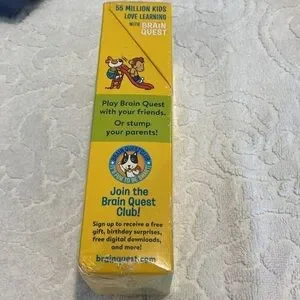 55 MILLION KIDS
LOVE LEARNING
WITH BRAIN
QUEST
Play Brain Quest
with your friends.
Or stump
your parents!
Join the
Brain Quest
Club!
Sign up to receive a free
gift, birthday surprises,
free digital downloads,
and more!
brainquest.com